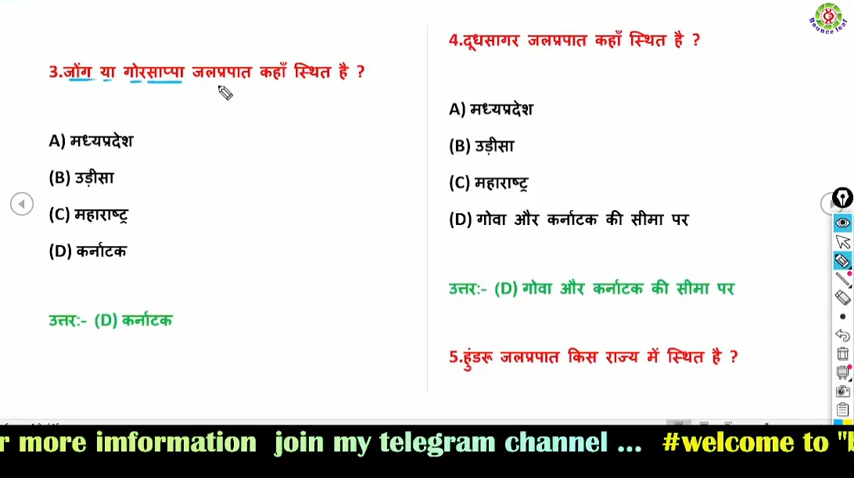 3.जोंग या गोरसाप्पा जलप्रपात कहाँ स्थित है ?
A) मध्यप्रदेश
(B) उड़ीसा
(C) महाराष्ट्र
(D) कर्नाटक
उत्तर:- (D) कर्नाटक
4.दूधसागर जलप्रपात कहाँ स्थित है ?
A) मध्यप्रदेश
(B) उड़ीसा
(C) महाराष्ट्र
(D) गोवा और कर्नाटक की सीमा पर
उत्तर:- (D) गोवा और कर्नाटक की सीमा पर
5.हुंडरू जलप्रपात किस राज्य में स्थित है ?
r more imformation join my telegram channel ... #welcome to "b